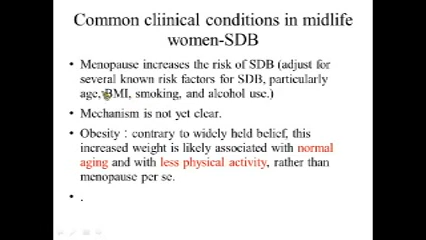 Common cliinical conditions in midlife
women-SDB
• Menopause increases the risk of SDB (adjust for
several known risk factors for SDB, particularly
age, BMI, smoking, and alcohol use.)
• Mechanism is not yet clear.
• Obesity : contrary to widely held belief, this
increased weight is likely associated with normal
aging and with less physical activity, rather than
menopause per se.
• .